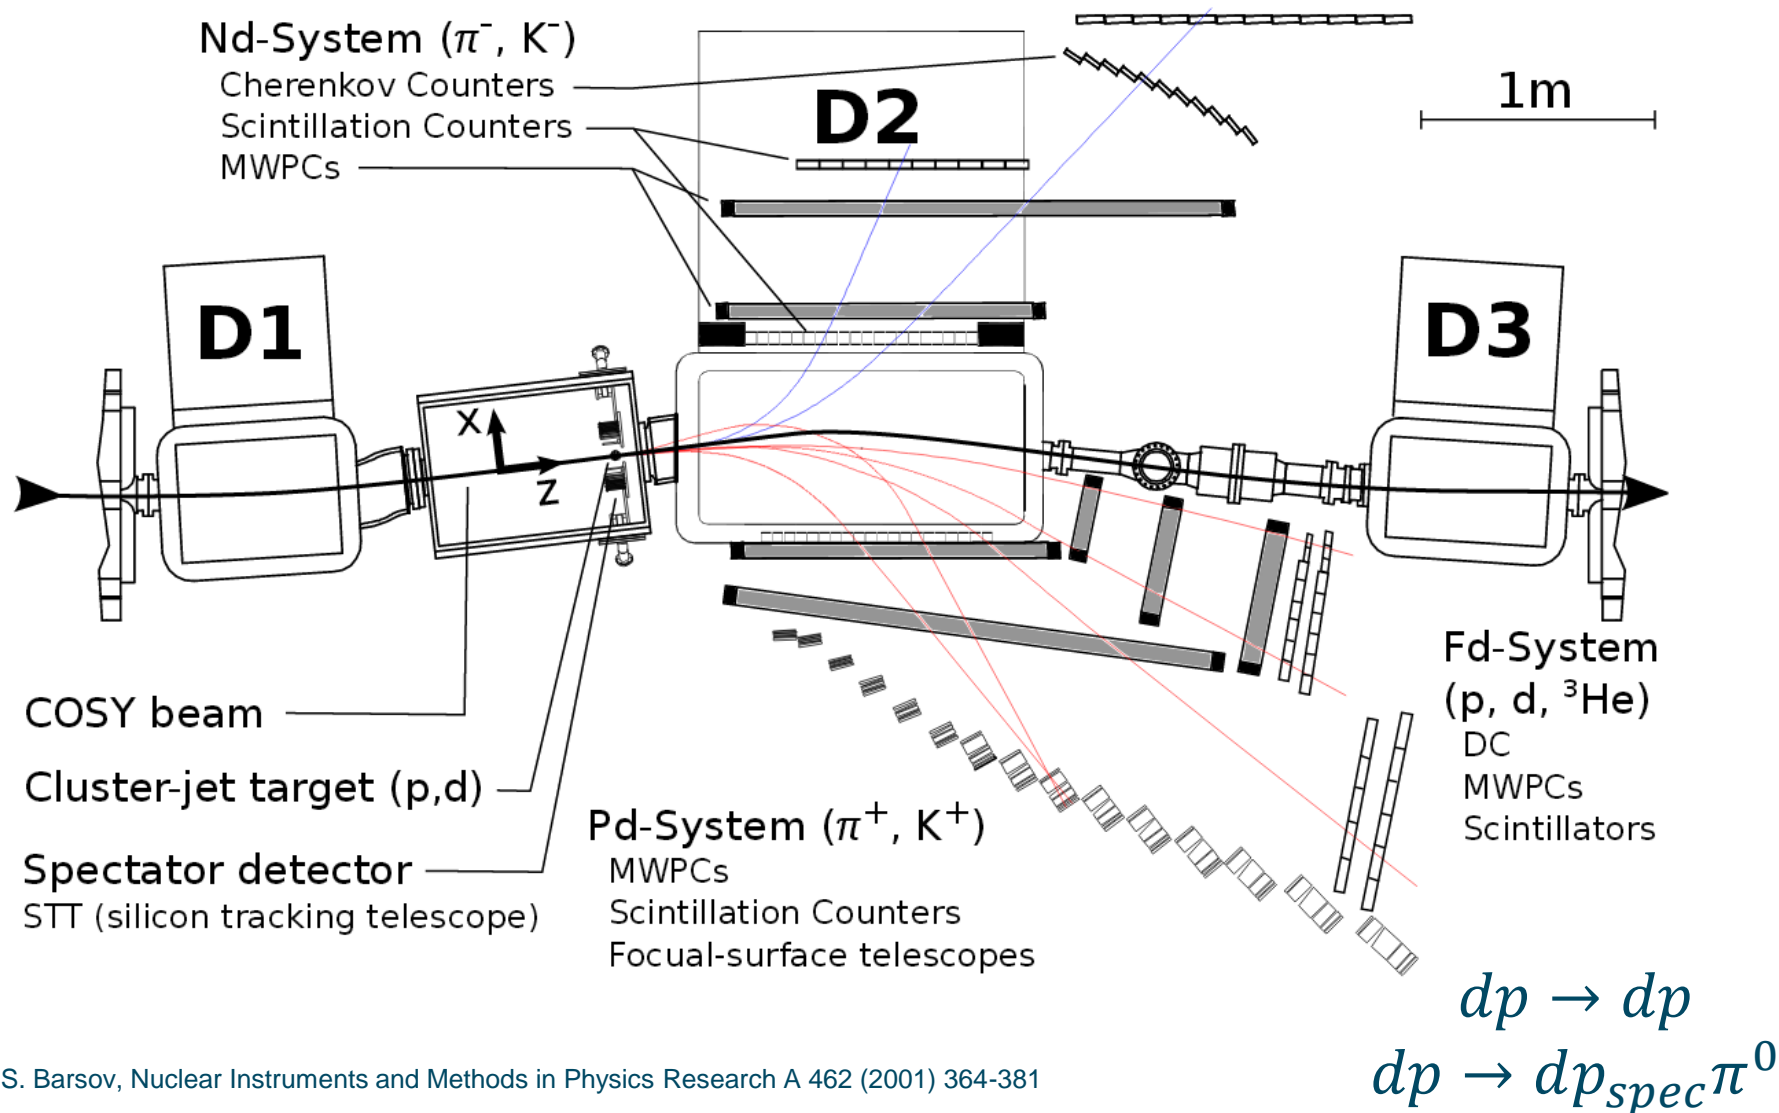 Nd-System (π⁻, K⁻)
Cherenkov Counters
Scintillation Counters
MWPCs
D2
1m
D1
D3
X
Z
COSY beam
Cluster-jet target (p,d)
Spectator detector
STT (silicon tracking telescope)
Pd-System (π⁺, K⁺)
MWPCs
Scintillation Counters
Focual-surface telescopes
Fd-System
(p, d, ³He)
DC
MWPCs
Scintillators
dp → dp
dp → dp_{spec}π⁰
S. Barsov, Nuclear Instruments and Methods in Physics Research A 462 (2001) 364-381